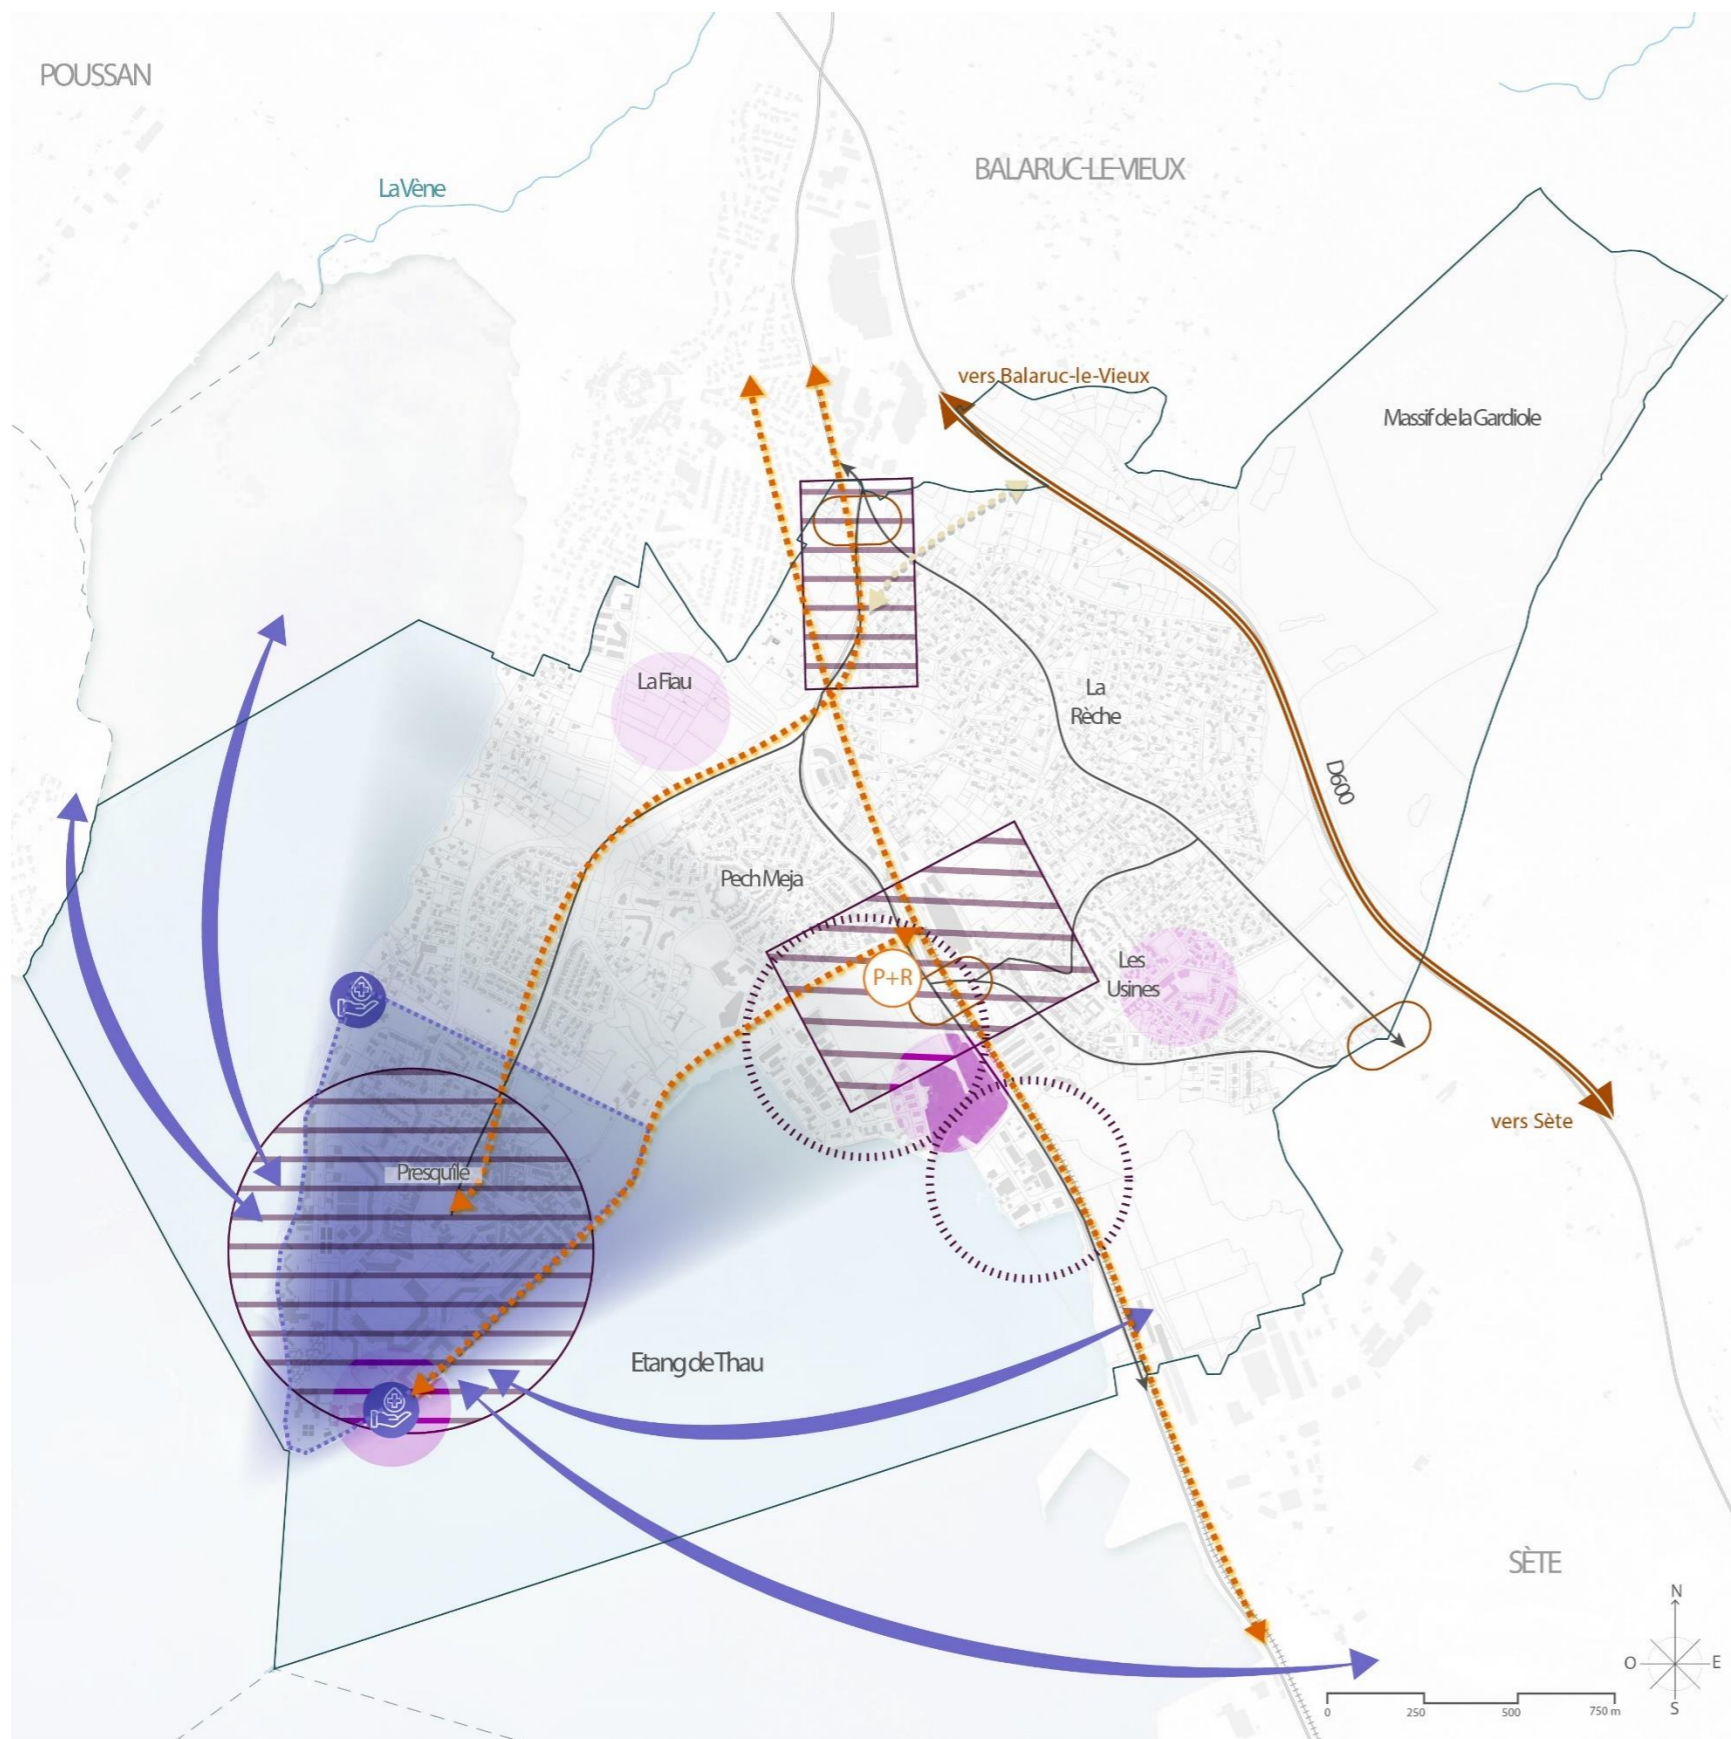 POUSSAN
BALARUC-LE-VIEUX
La Vène
vers Balaruc-le-Vieux
Massif de la Gardiole
La Fiau
La
Rèche
D600
Pech Meja
P+R
Les
Usines
vers Sète
Presqu'île
Etang de Thau
SÈTE
N
O
E
S
0
250
500
750 m